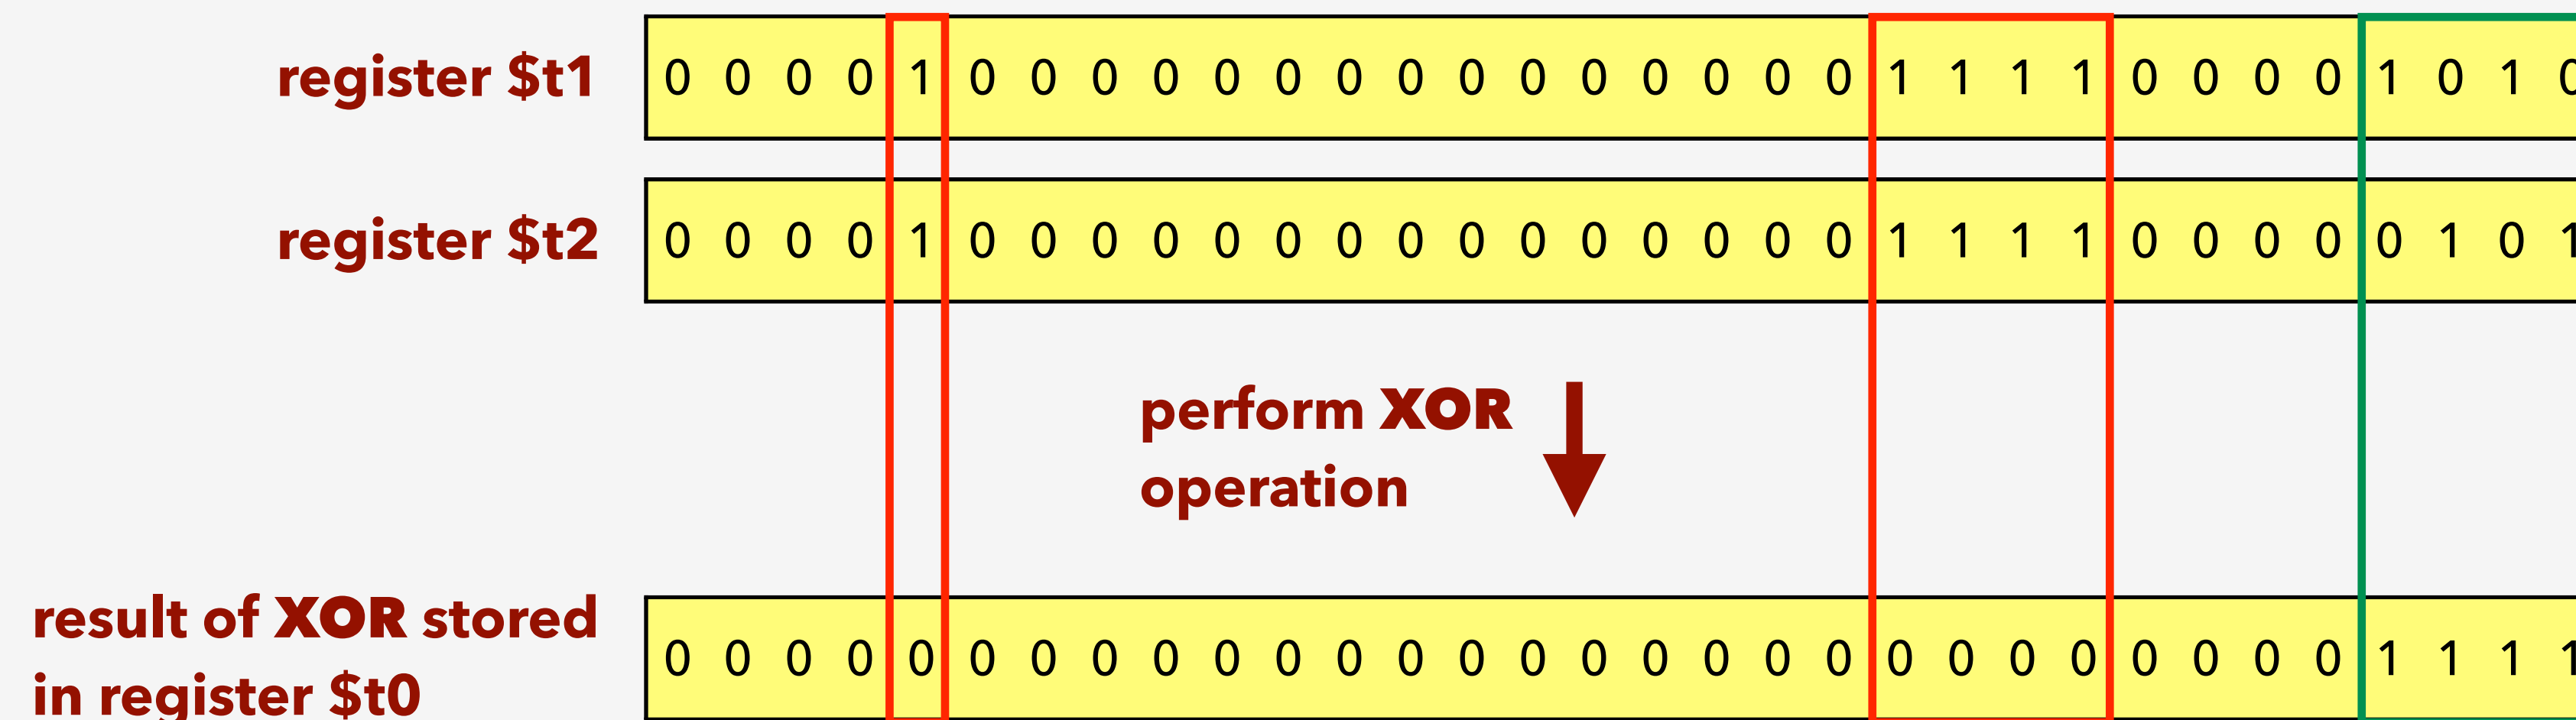 register $t1 0 0 0 0 1 0 0 0 0 0 0 0 0 0 0 0 0 0 0 0 1 1 1 1 0 0 0 0 1 0 1 0
register $t2 0 0 0 0 1 0 0 0 0 0 0 0 0 0 0 0 0 0 0 0 1 1 1 1 0 0 0 0 0 1 0 1
perform XOR
operation
result of XOR stored
in register $t0
0 0 0 0 0 0 0 0 0 0 0 0 0 0 0 0 0 0 0 0 0 0 0 0 0 0 0 0 1 1 1 1